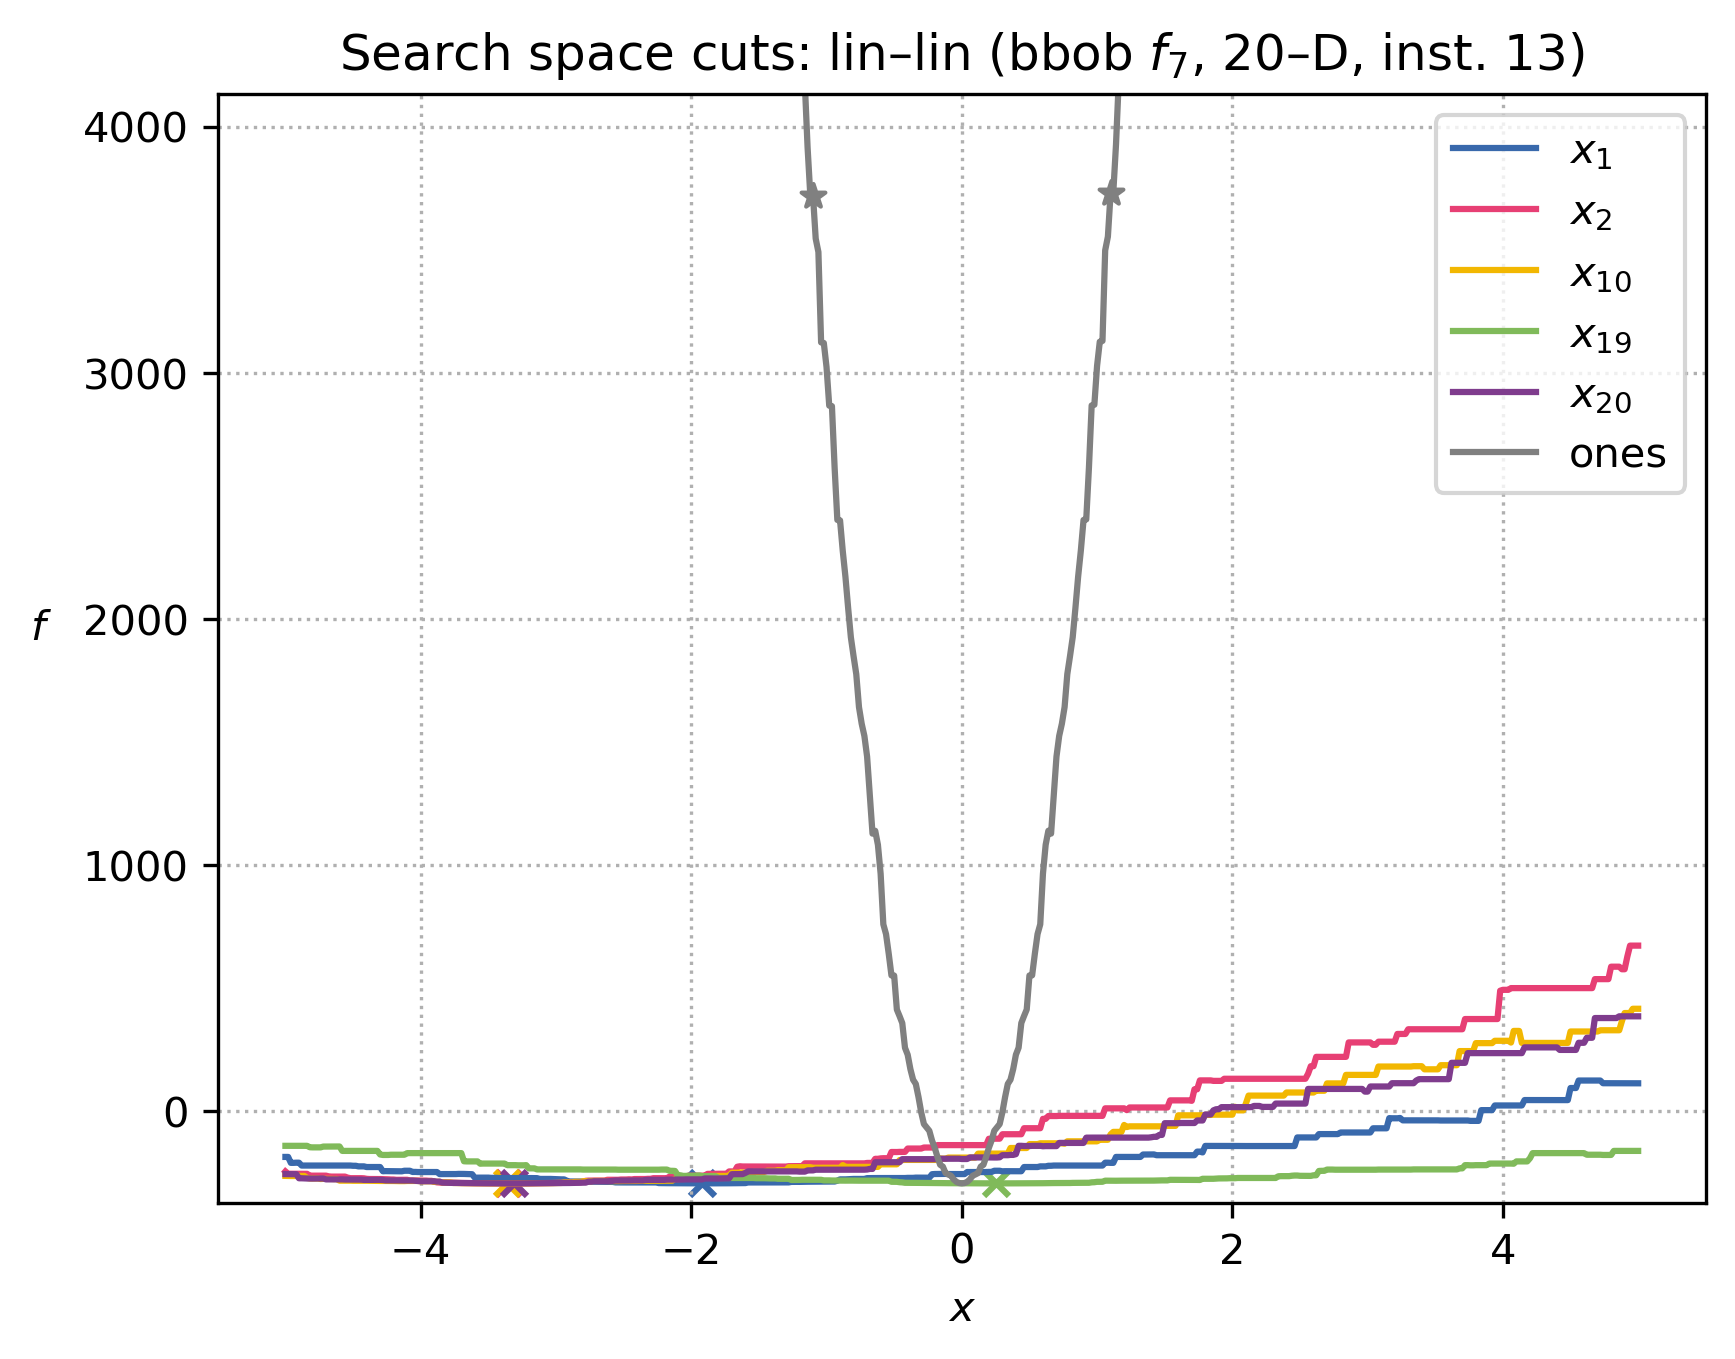 Search space cuts: lin–lin (bbob f₇, 20–D, inst. 13)
4000
3000
2000
1000
0
f
−4
−2
0
2
4
x
x₁
x₂
x₁₀
x₁₉
x₂₀
ones